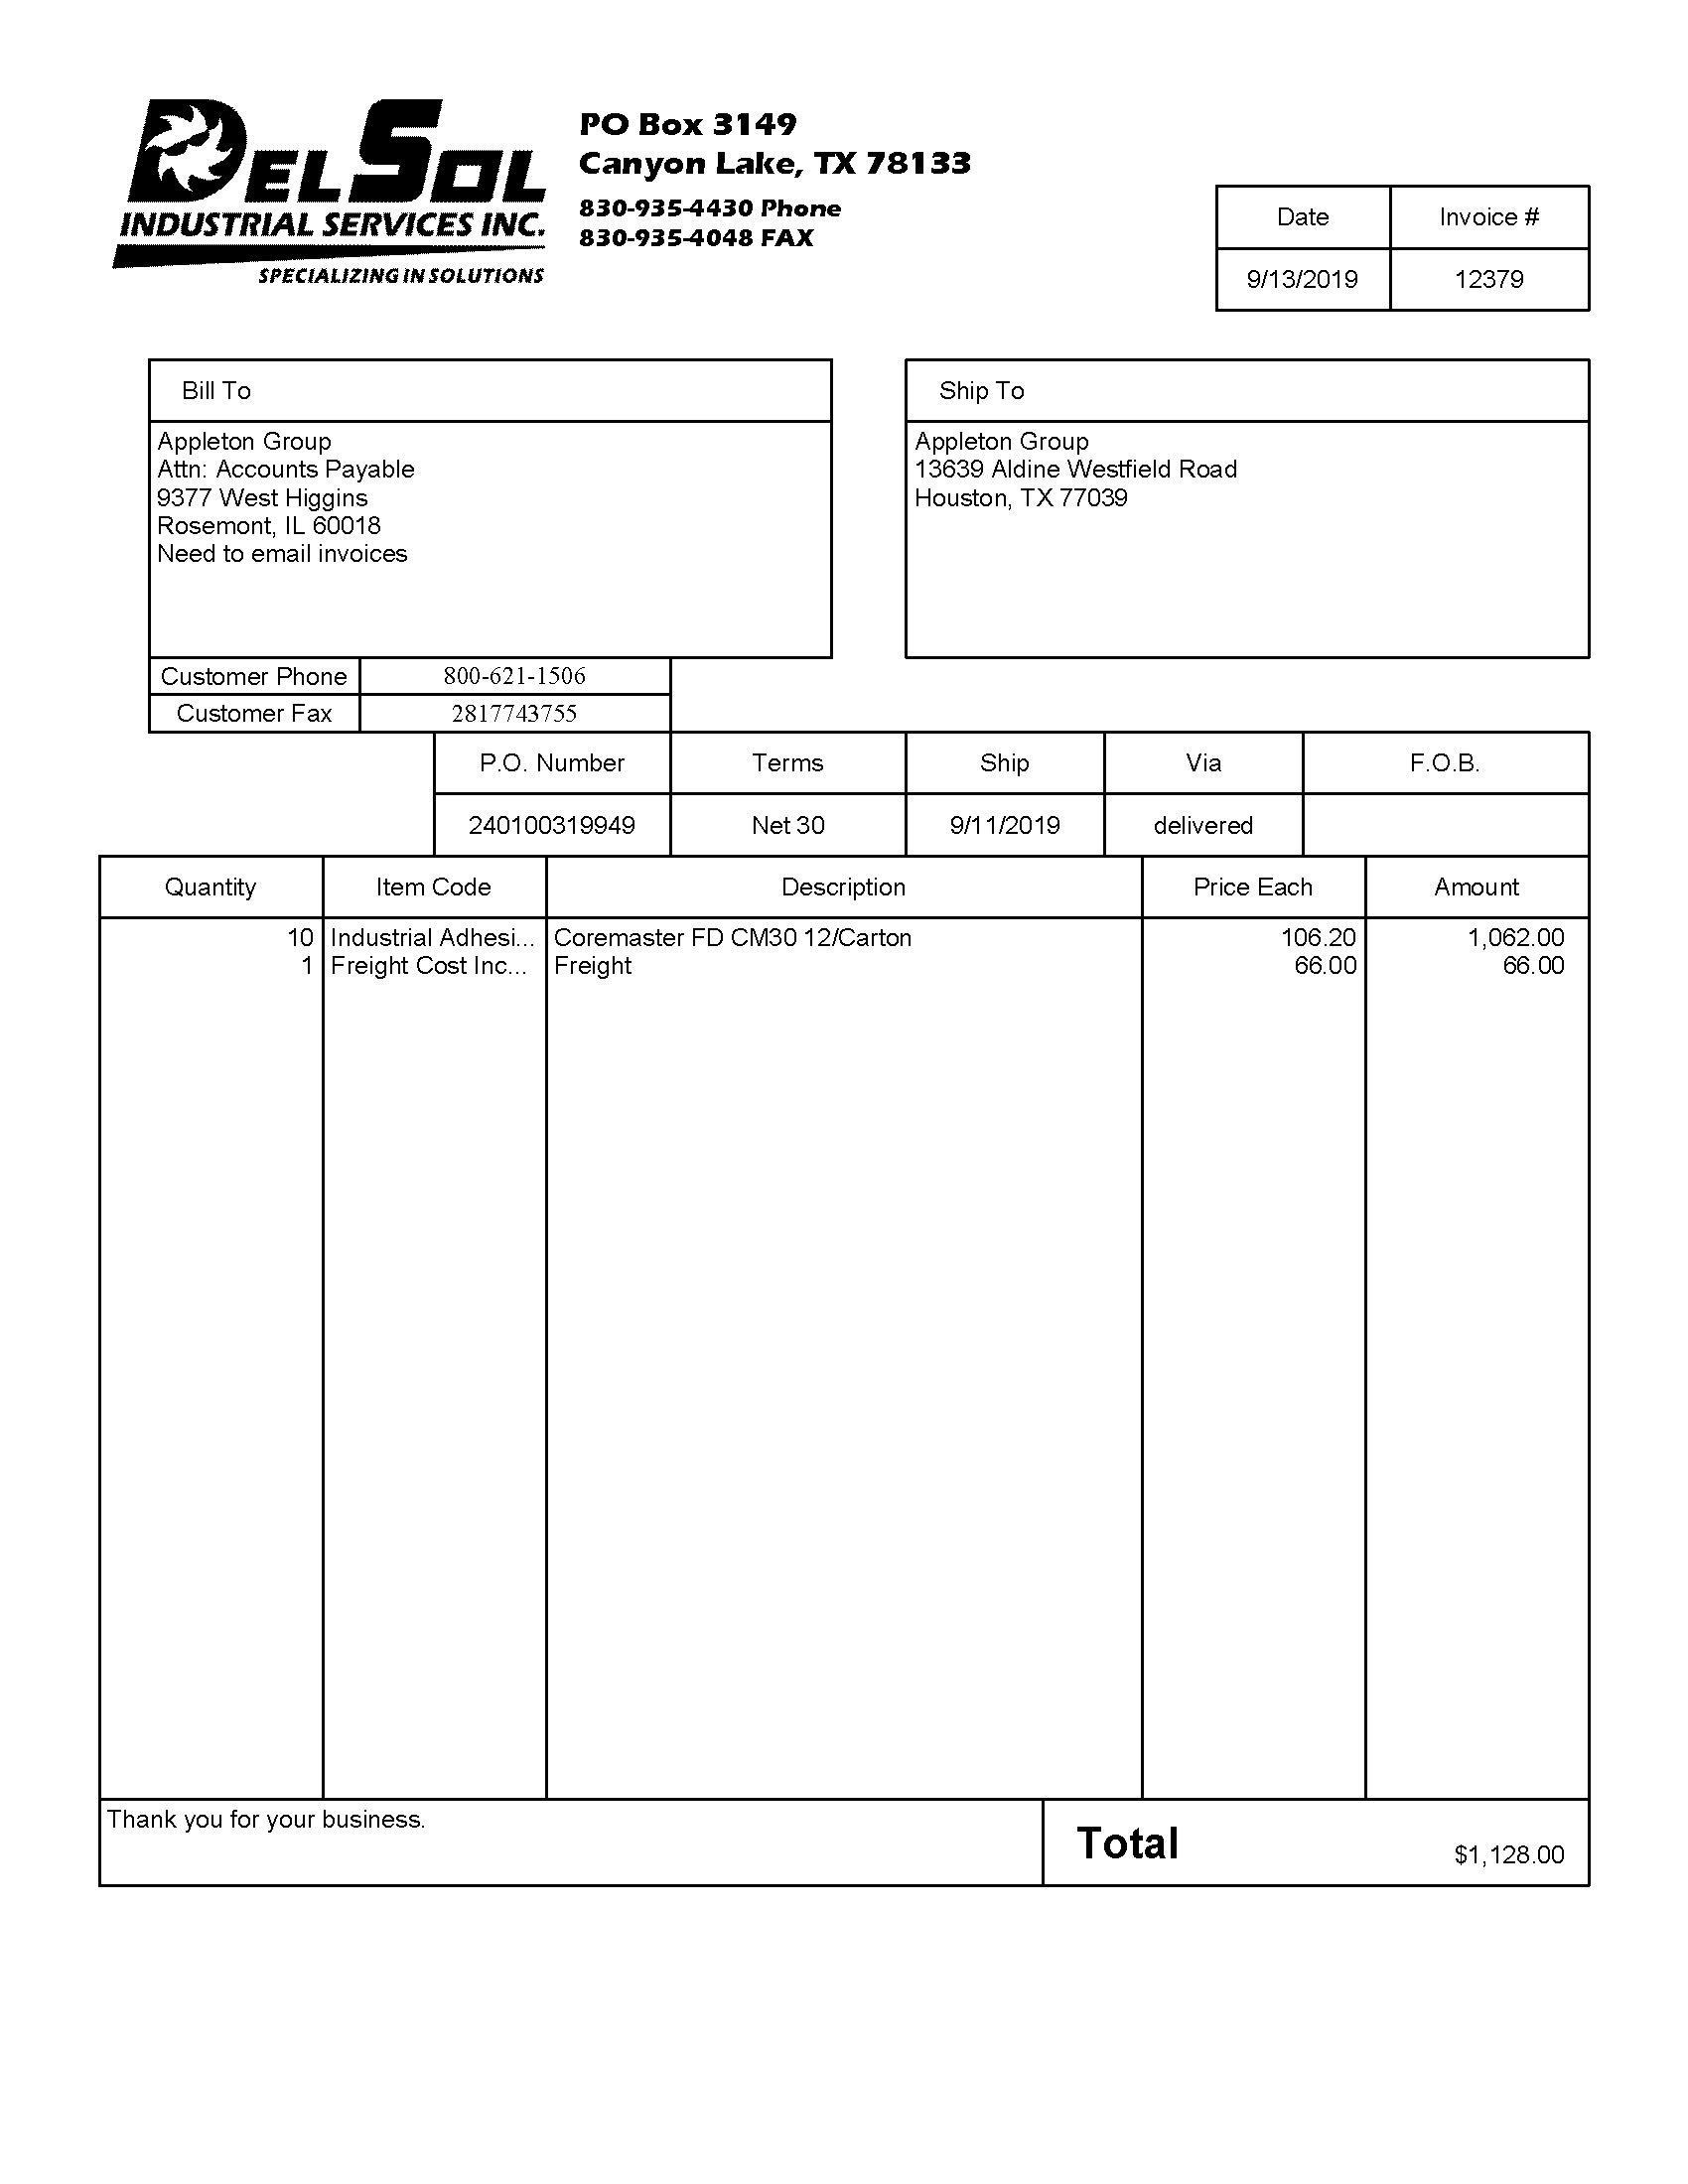 DELSOL
INDUSTRIAL SERVICES INC.
SPECIALIZING IN SOLUTIONS
PO Box 3149
Canyon Lake, TX 78133
830-935-4430 Phone
830-935-4048 FAX
Date Invoice #
9/13/2019 12379
Bill To
Appleton Group
Attn: Accounts Payable
9377 West Higgins
Rosemont, IL 60018
Need to email invoices
Ship To
Appleton Group
13639 Aldine Westfield Road
Houston, TX 77039
Customer Phone 800-621-1506
Customer Fax 2817743755
P.O. Number Terms Ship Via F.O.B.
240100319949 Net 30 9/11/2019 delivered
Quantity Item Code Description Price Each Amount
10 Industrial Adhesi... Coremaster FD CM30 12/Carton 106.20 1,062.00
1 Freight Cost Inc... Freight 66.00 66.00
Thank you for your business.
Total $1,128.00